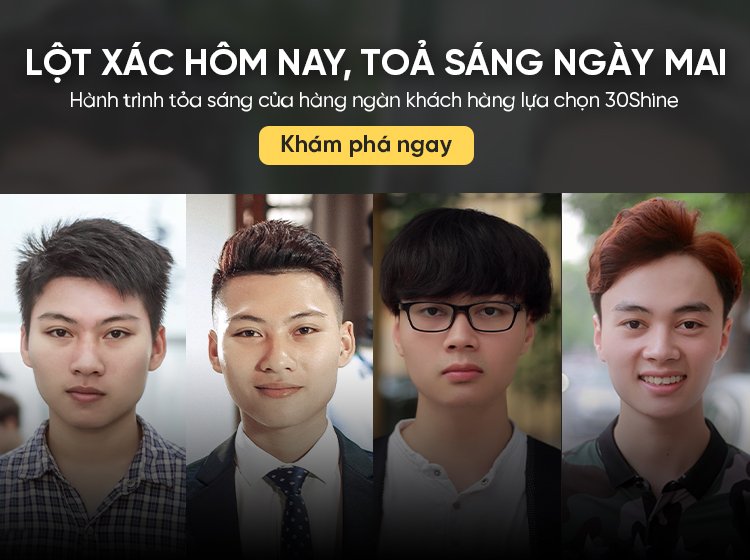 LỘT XÁC HÔM NAY, TOẢ SÁNG NGÀY MAI
Hành trình tỏa sáng của hàng ngàn khách hàng lựa chọn 30Shine
Khám phá ngay